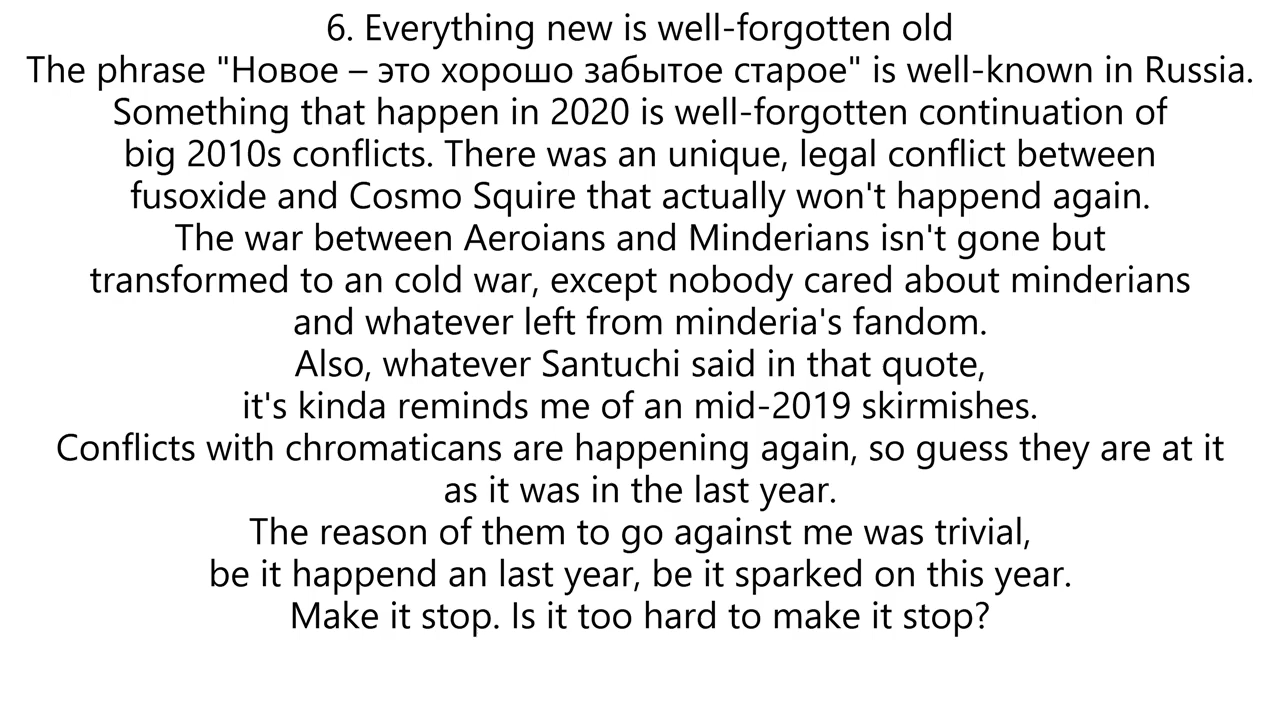 6. Everything new is well-forgotten old
The phrase "Новое – это хорошо забытое старое" is well-known in Russia.
Something that happen in 2020 is well-forgotten continuation of
big 2010s conflicts. There was an unique, legal conflict between
fusoxide and Cosmo Squire that actually won't happend again.
The war between Aeroians and Minderians isn't gone but
transformed to an cold war, except nobody cared about minderians
and whatever left from minderia's fandom.
Also, whatever Santuchi said in that quote,
it's kinda reminds me of an mid-2019 skirmishes.
Conflicts with chromaticans are happening again, so guess they are at it
as it was in the last year.
The reason of them to go against me was trivial,
be it happend an last year, be it sparked on this year.
Make it stop. Is it too hard to make it stop?